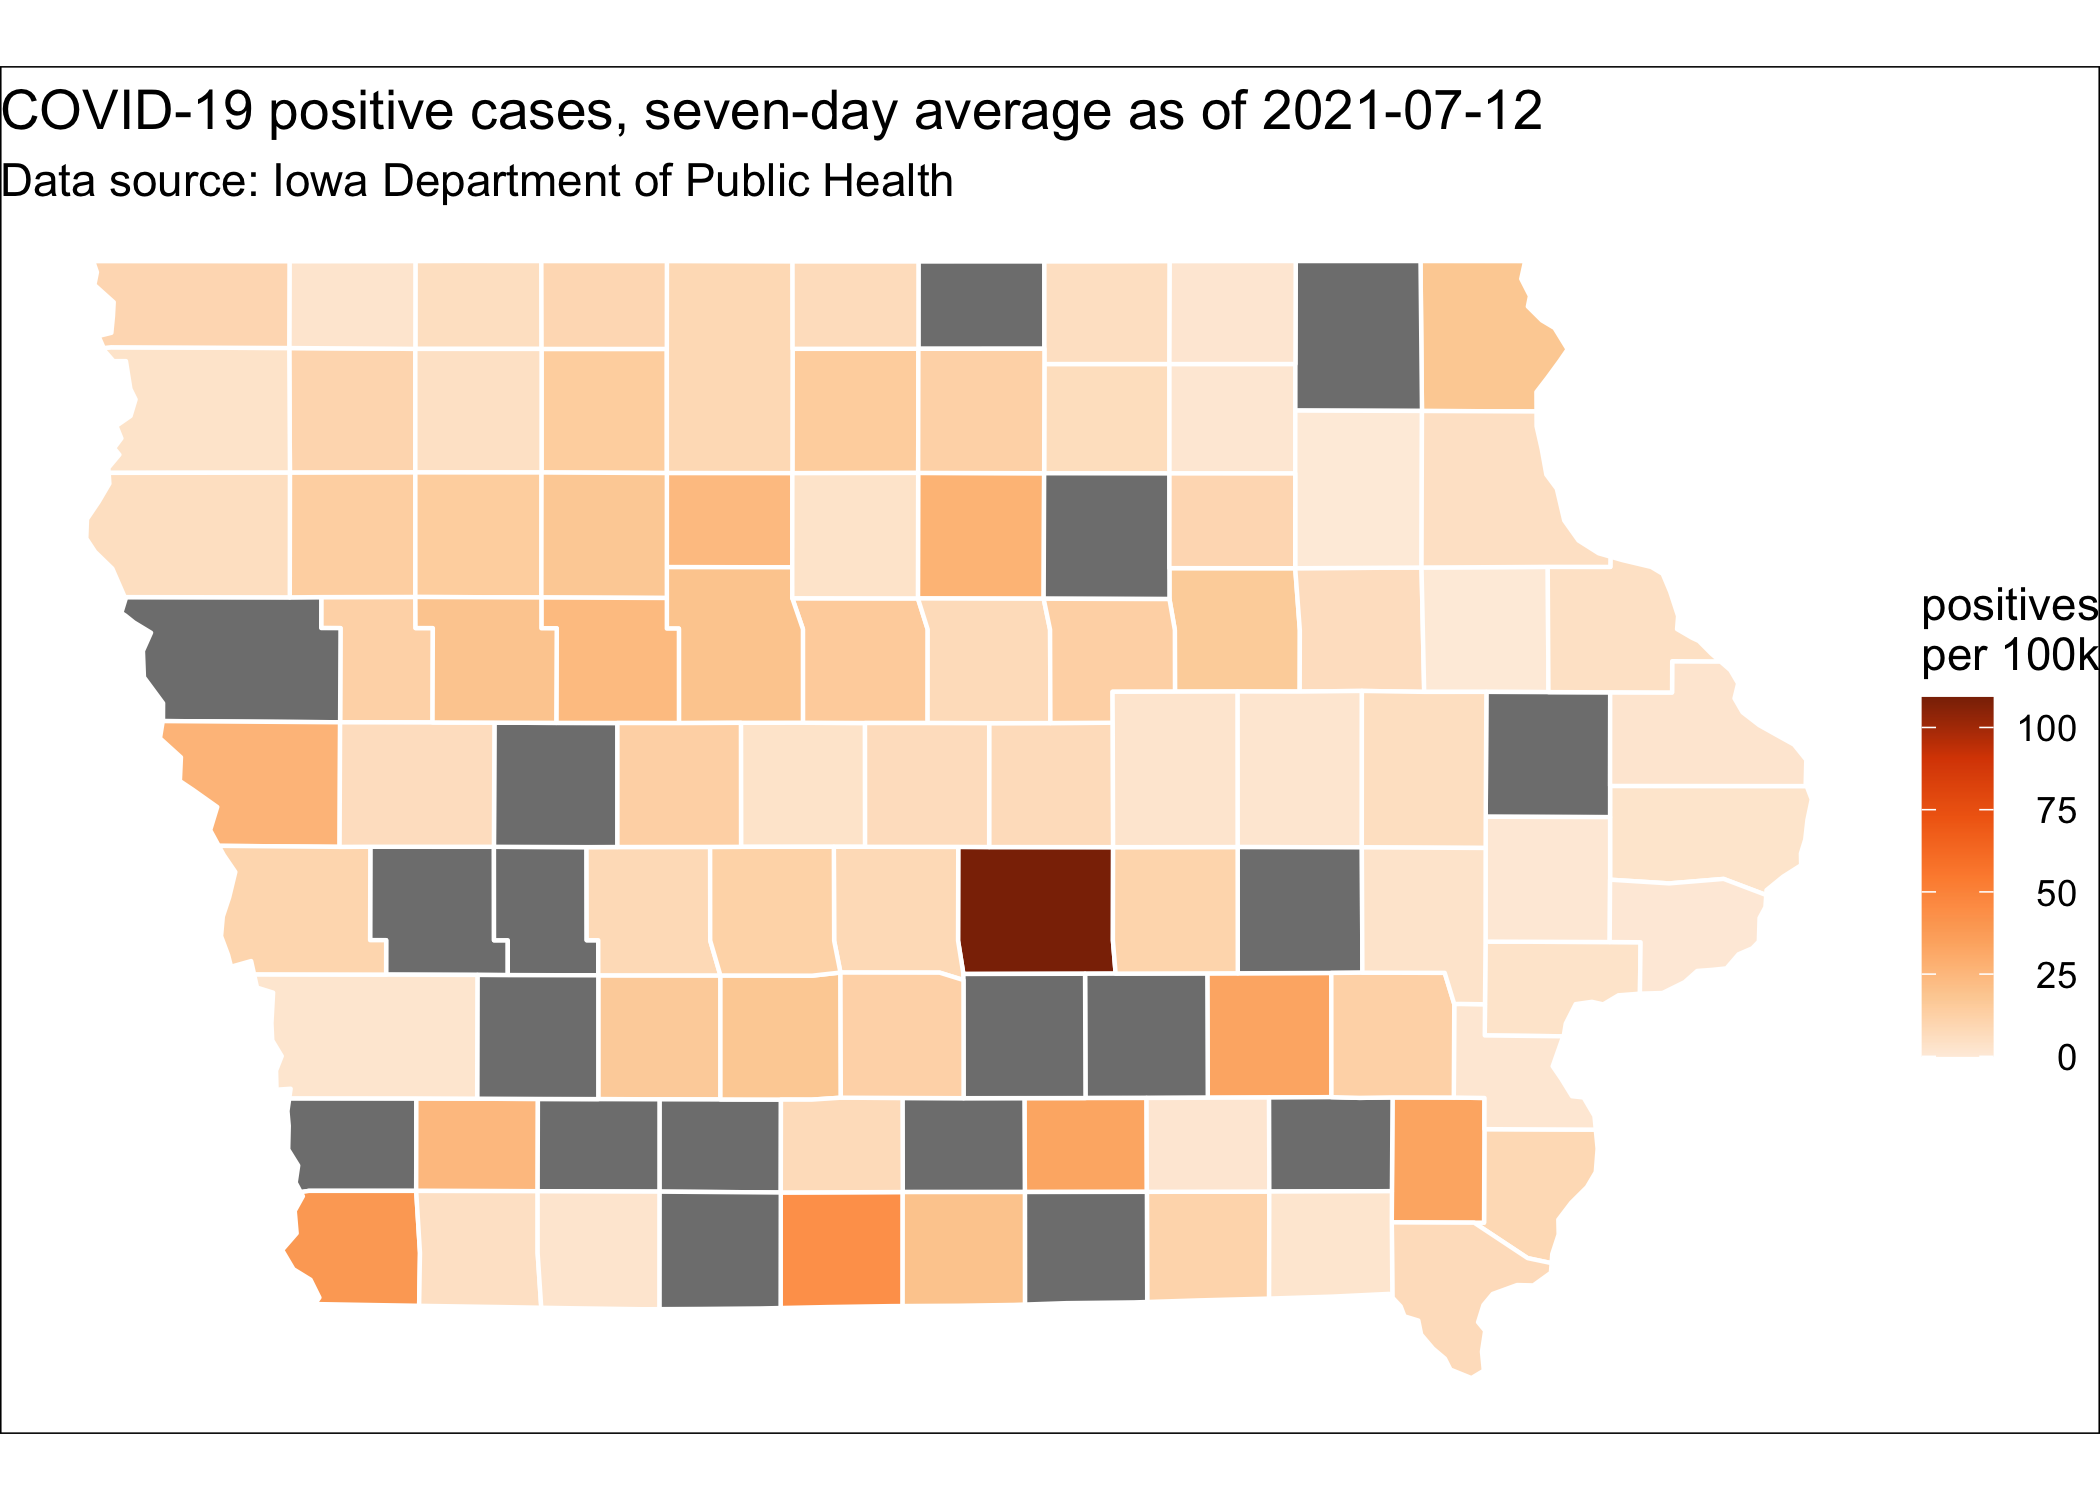 COVID-19 positive cases, seven-day average as of 2021-07-12
Data source: Iowa Department of Public Health
positives
per 100k
100
75
50
25
0